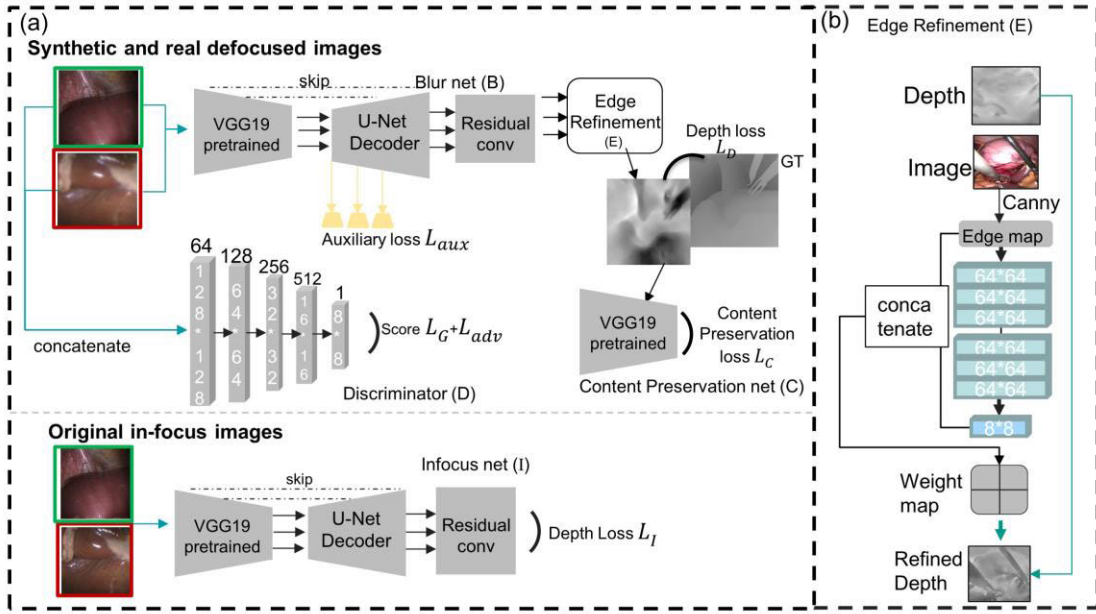 (a)
Synthetic and real defocused images
skip
Blur net (B)
VGG19
pretrained
U-Net
Decoder
Residual
conv
Edge
Refinement
(E)
Depth loss
L_D
GT
Auxiliary loss L_aux
64
128
256
512
1
128*128
64*64
32*32
16*16
8*8
concatenate
Score L_G+L_adv
Discriminator (D)
VGG19
pretrained
Content
Preservation
loss L_C
Content Preservation net (C)
Original in-focus images
skip
Infocus net (I)
VGG19
pretrained
U-Net
Decoder
Residual
conv
Depth Loss L_I
(b)
Edge Refinement (E)
Depth
Image
Canny
Edge map
64*64
64*64
64*64
conca
tenate
64*64
64*64
64*64
8*8
Weight
map
Refined
Depth